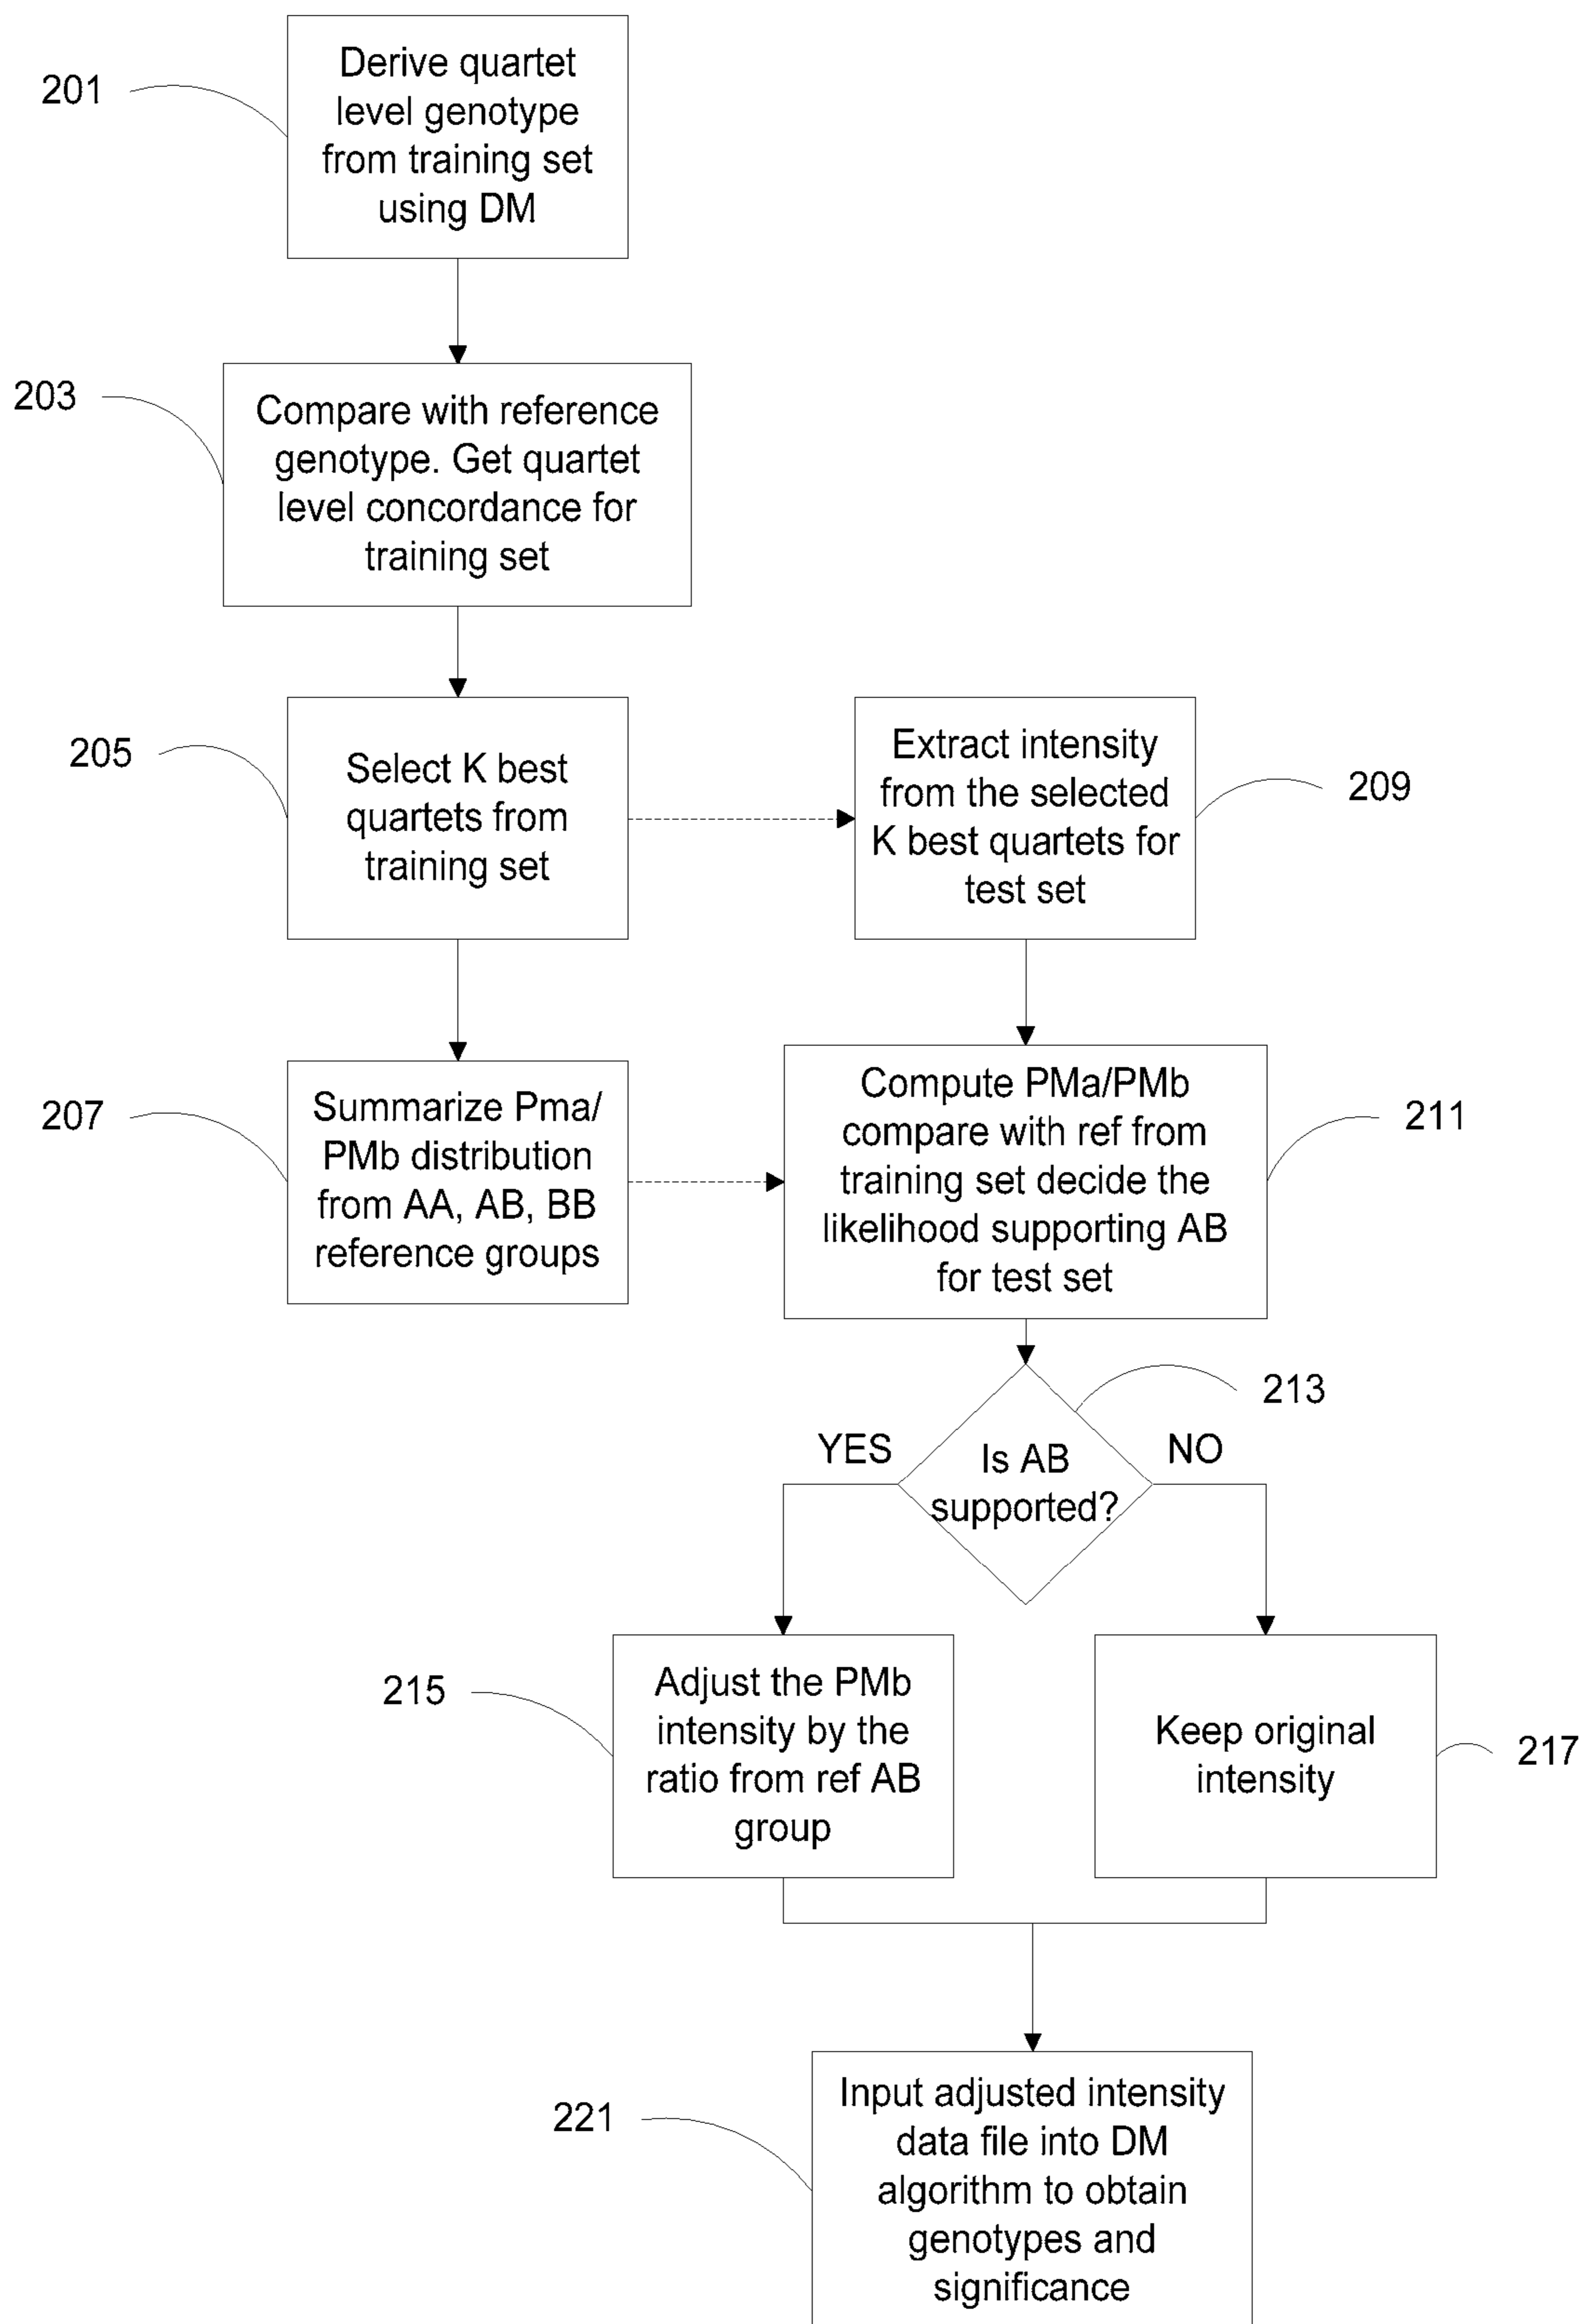 201
Derive quartet
level genotype
from training set
using DM
203
Compare with reference
genotype. Get quartet
level concordance for
training set
205
Select K best
quartets from
training set
Extract intensity
from the selected
K best quartets for
test set
209
207
Summarize Pma/
PMb distribution
from AA, AB, BB
reference groups
Compute PMa/PMb
compare with ref from
training set decide the
likelihood supporting AB
for test set
211
213
YES
Is AB
supported?
NO
215
Adjust the PMb
intensity by the
ratio from ref AB
group
Keep original
intensity
217
221
Input adjusted intensity
data file into DM
algorithm to obtain
genotypes and
significance